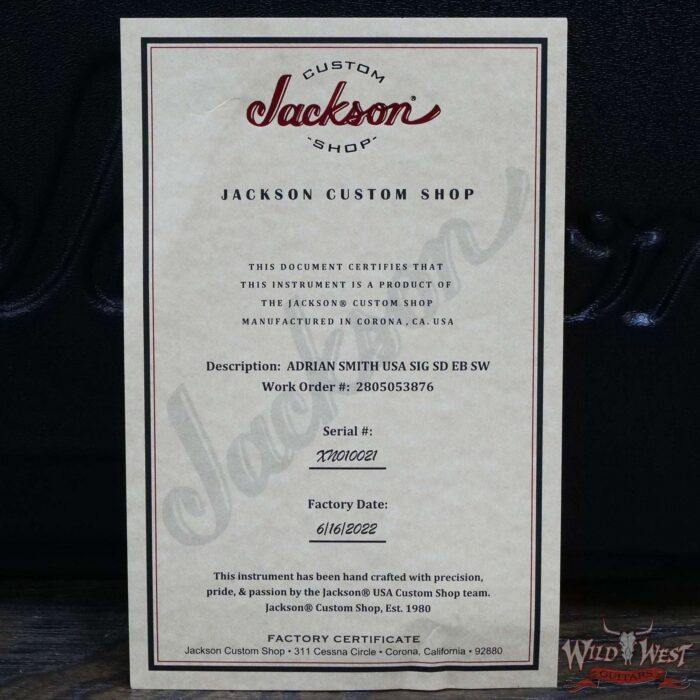 CUSTOM
Jackson®
-SHOP-
JACKSON CUSTOM SHOP
THIS DOCUMENT CERTIFIES THAT
THIS INSTRUMENT IS A PRODUCT OF
THE JACKSON® CUSTOM SHOP
MANUFACTURED IN CORONA, CA. USA
Description: ADRIAN SMITH USA SIG SD EB SW
Work Order #: 2805053876
Serial #:
XN010021
Factory Date:
6/16/2022
This instrument has been hand crafted with precision,
pride, & passion by the Jackson® USA Custom Shop team.
Jackson® Custom Shop, Est. 1980
FACTORY CERTIFICATE
Jackson Custom Shop • 311 Cessna Circle • Corona, California • 92880
Jackson
WILD WEST
GUITARS